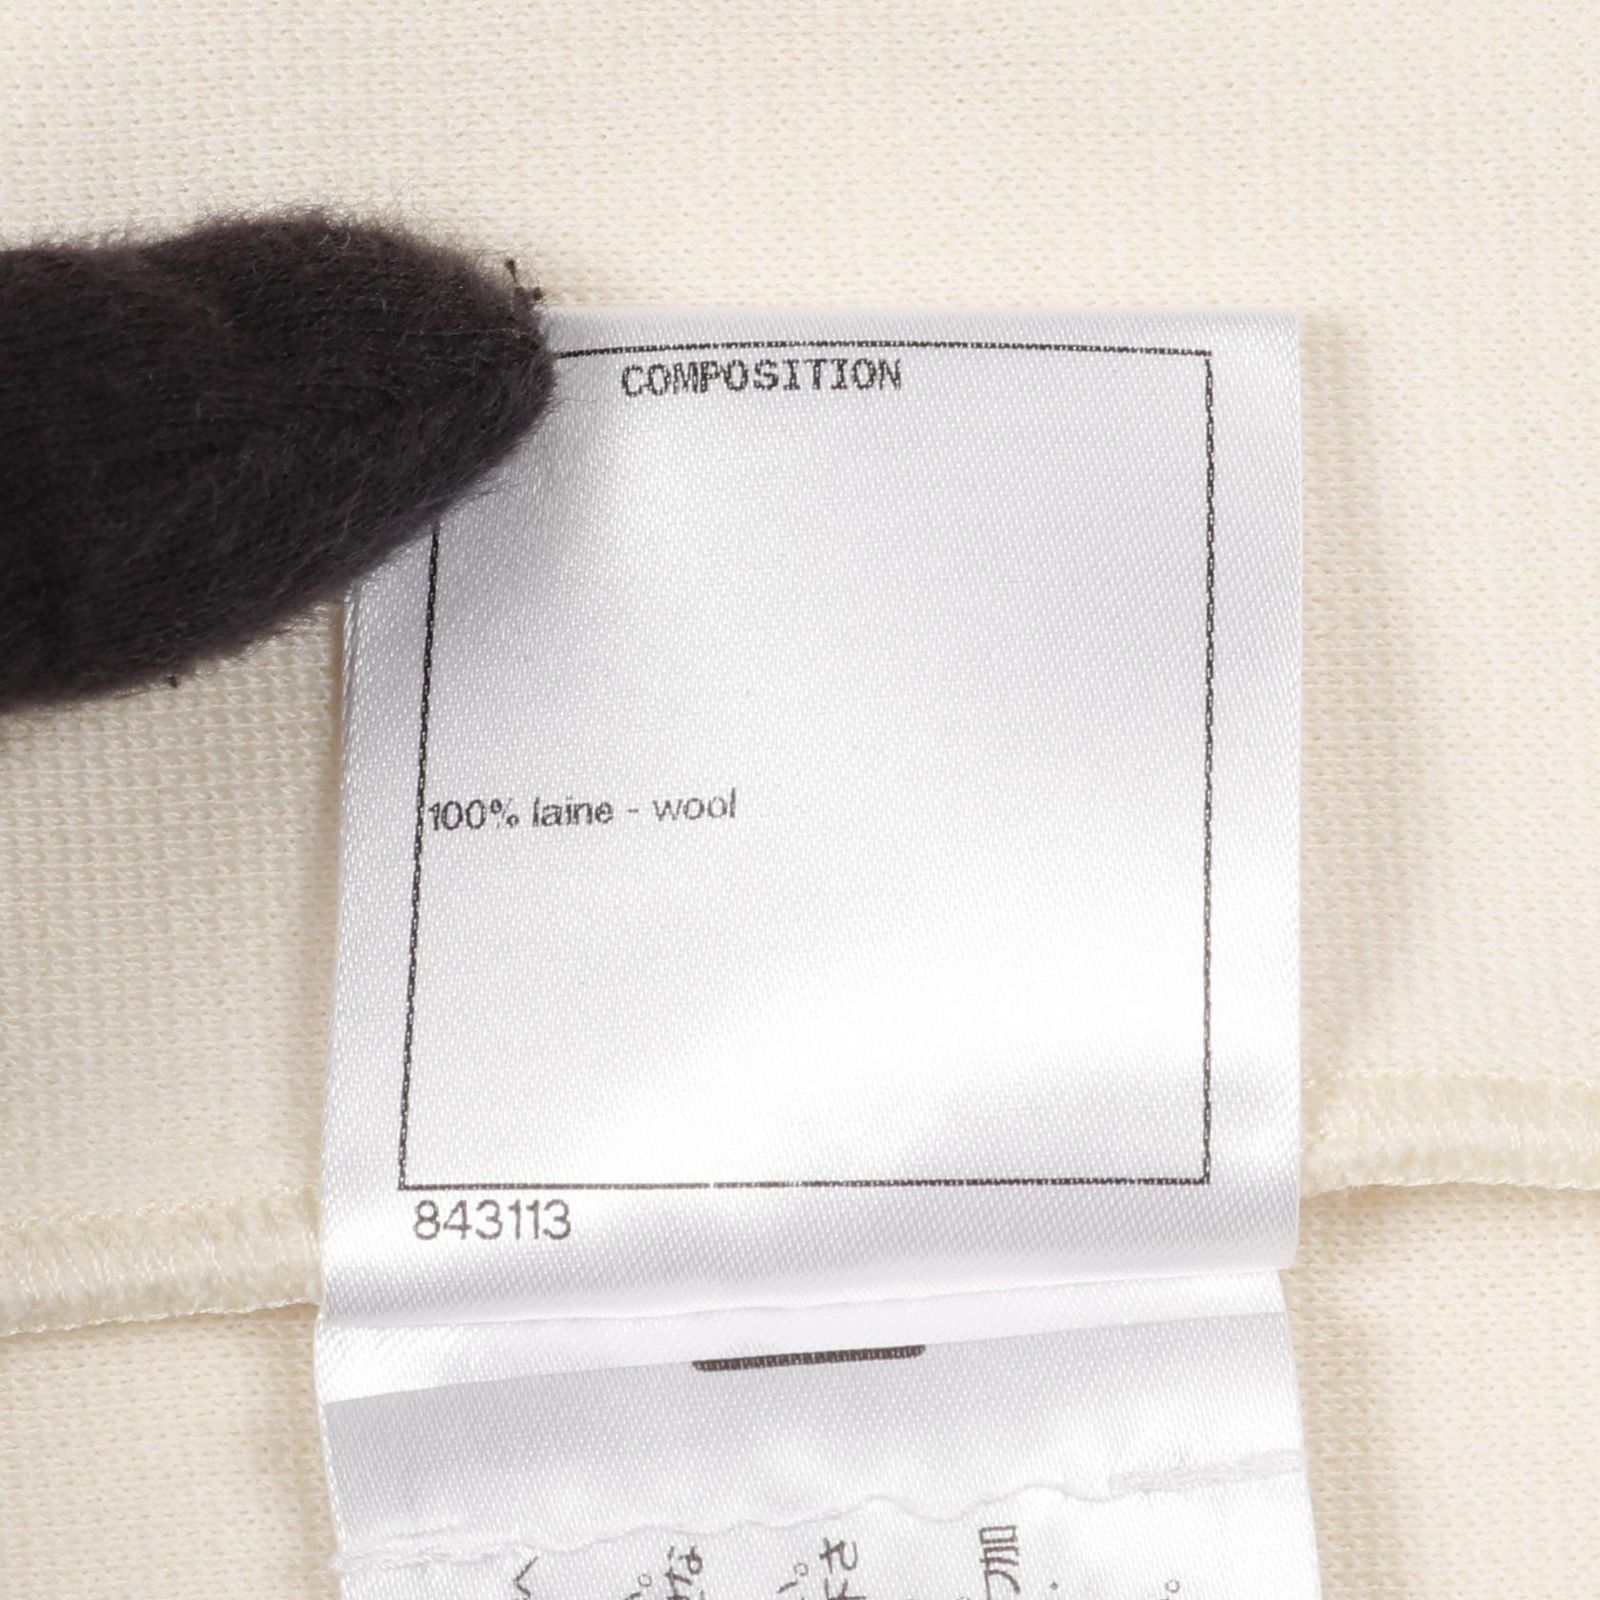 COMPOSITION
100% laine - wool
843113